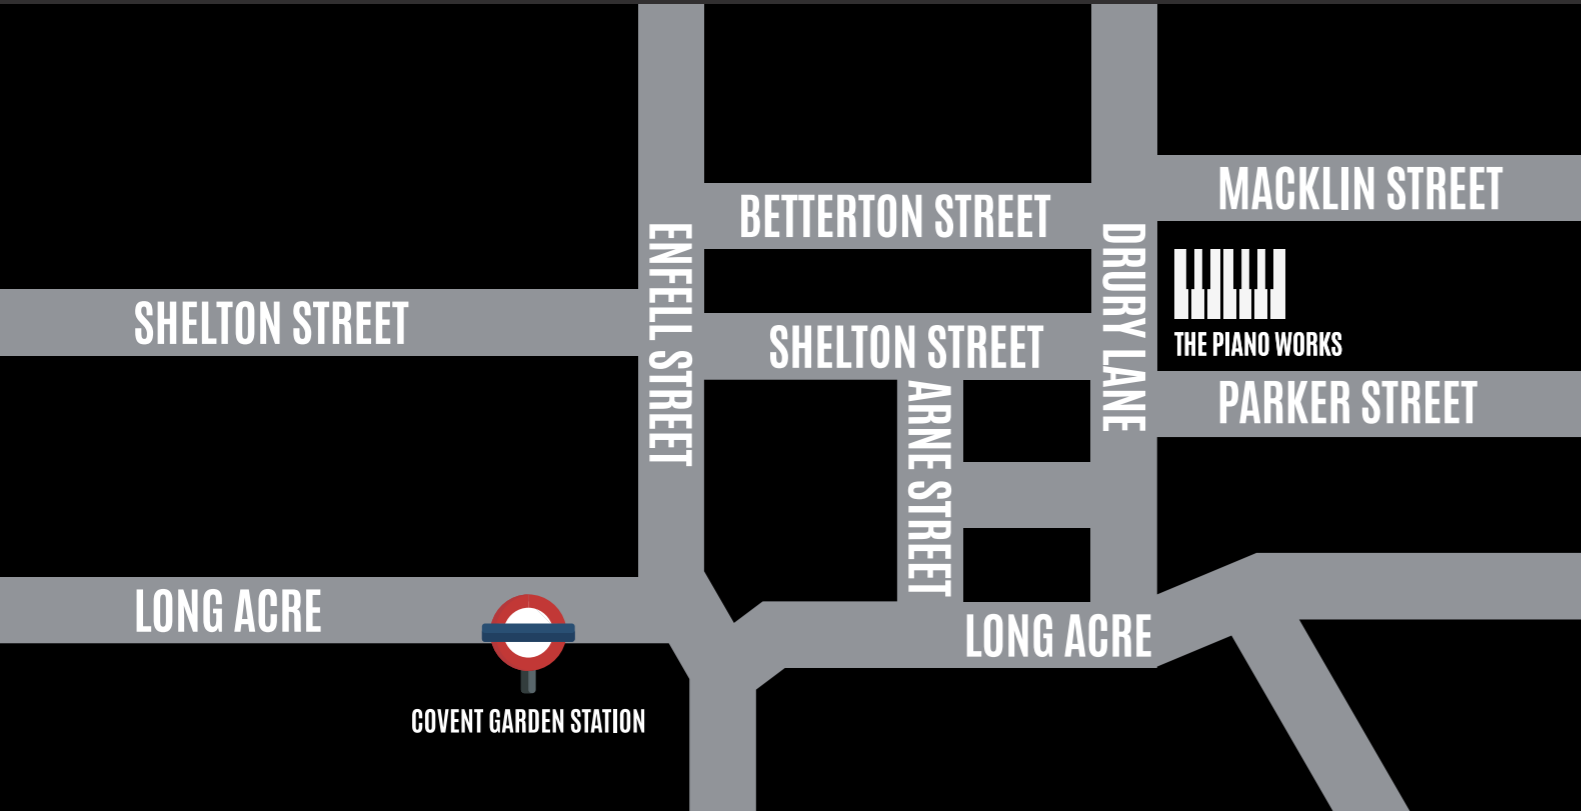 MACKLIN STREET
BETTERTON STREET
ENFELL STREET
DRURY LANE
SHELTON STREET
SHELTON STREET
THE PIANO WORKS
PARKER STREET
ARNE STREET
LONG ACRE
LONG ACRE
COVENT GARDEN STATION